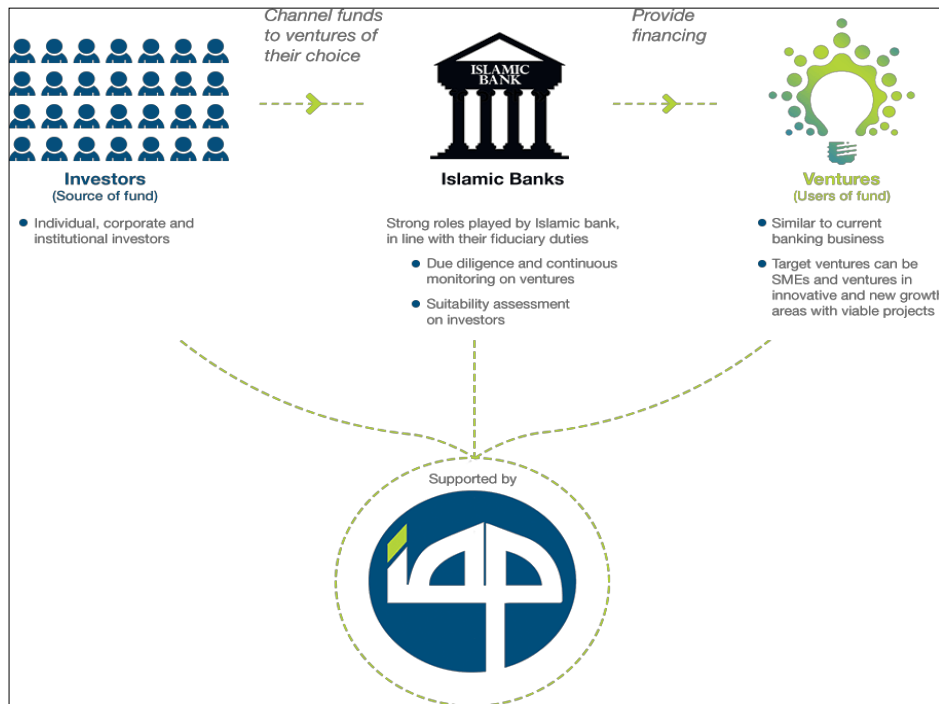 Channel funds
to ventures of
their choice
Provide
financing
ISLAMIC
BANK
Investors
(Source of fund)
Individual, corporate and
institutional investors
Islamic Banks
Strong roles played by Islamic bank,
in line with their fiduciary duties
Due diligence and continuous
monitoring on ventures
Suitability assessment
on investors
Ventures
(Users of fund)
Similar to current
banking business
Target ventures can be
SMEs and ventures in
innovative and new growth
areas with viable projects
Supported by
iap